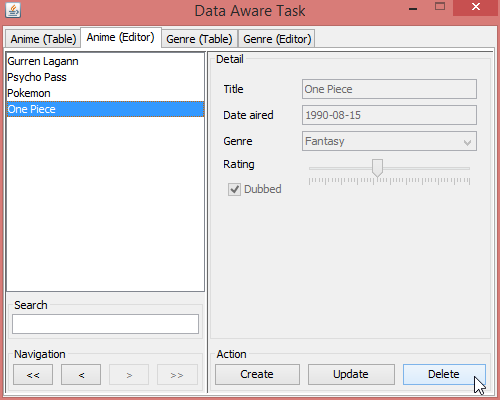 Data Aware Task
Anime (Table) Anime (Editor) Genre (Table) Genre (Editor)
Gurren Lagann
Psycho Pass
Pokemon
One Piece
Search
Navigation
<< < > >>
Detail
Title One Piece
Date aired 1990-08-15
Genre Fantasy
Rating
Dubbed
Action
Create Update Delete